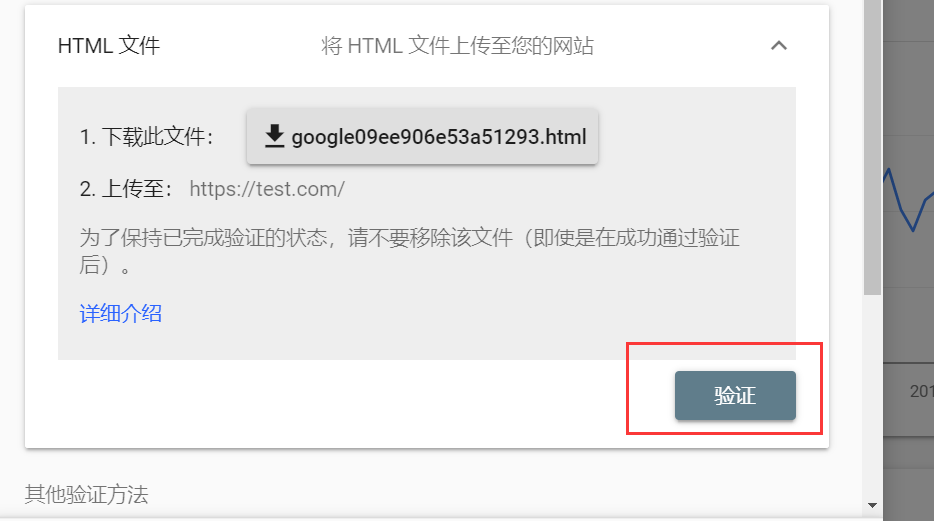 HTML 文件
将 HTML 文件上传至您的网站
1. 下载此文件：
google09ee906e53a51293.html
2. 上传至： https://test.com/
为了保持已完成验证的状态，请不要移除该文件（即使是在成功通过验证
后）。
详细介绍
验证
201
其他验证方法